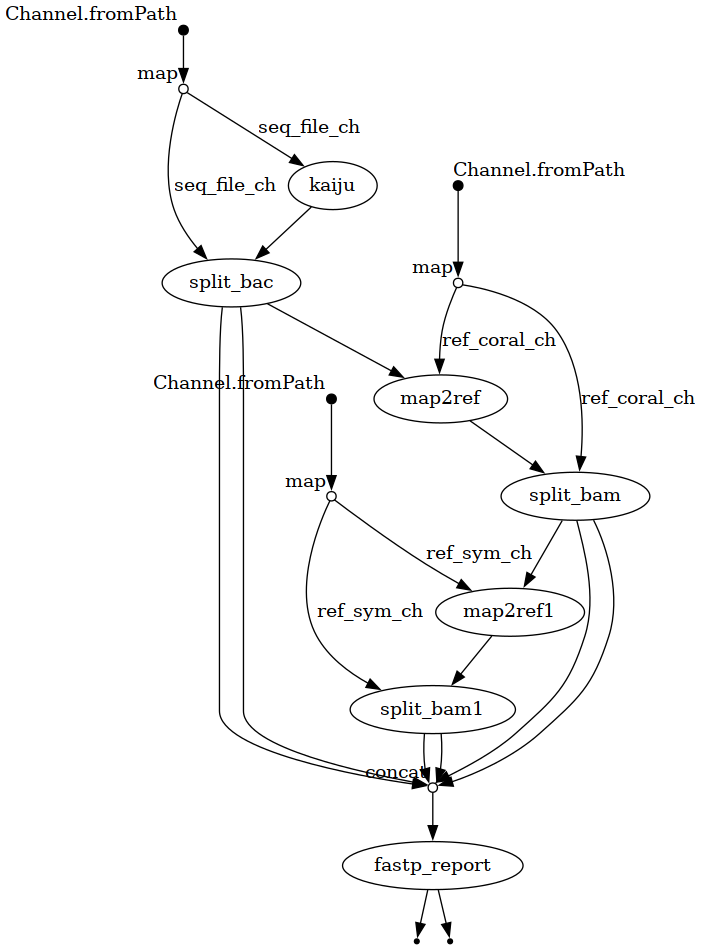 Channel.fromPath
map
seq_file_ch
seq_file_ch
kaiju
Channel.fromPath
map
split_bac
ref_coral_ch
Channel.fromPath
map2ref
ref_coral_ch
map
split_bam
ref_sym_ch
ref_sym_ch
map2ref1
split_bam1
concat
fastp_report